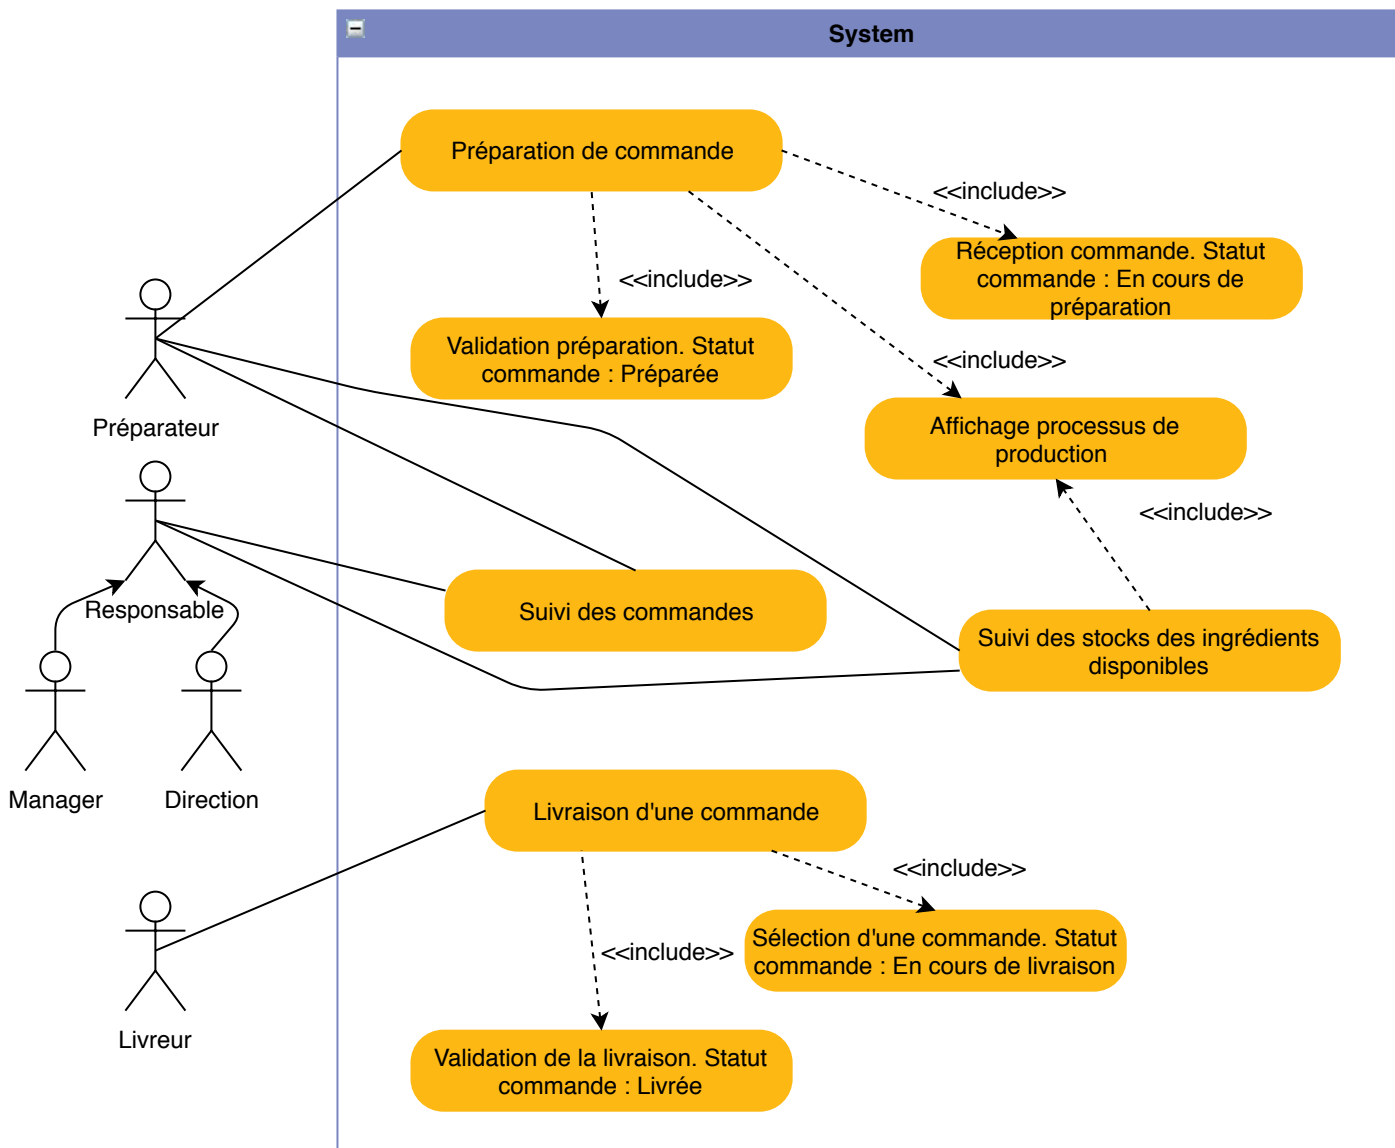 System
Préparation de commande
<<include>>
Réception commande. Statut
commande : En cours de
préparation
<<include>>
Validation préparation. Statut
commande : Préparée
<<include>>
Affichage processus de
production
Préparateur
<<include>>
Responsable
Suivi des commandes
Suivi des stocks des ingrédients
disponibles
Manager
Direction
Livraison d'une commande
<<include>>
Sélection d'une commande. Statut
commande : En cours de livraison
<<include>>
Livreur
Validation de la livraison. Statut
commande : Livrée